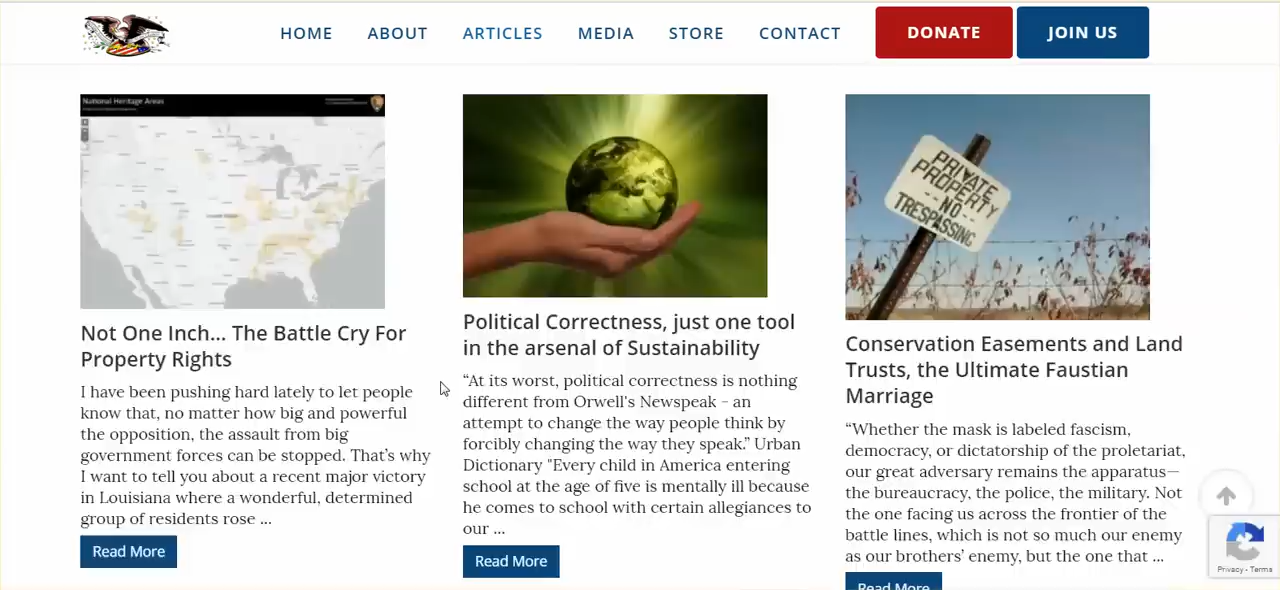 HOME
ABOUT
ARTICLES
MEDIA
STORE
CONTACT
DONATE
JOIN US
National Heritage Areas
Not One Inch… The Battle Cry For
Property Rights
I have been pushing hard lately to let people
know that, no matter how big and powerful
the opposition, the assault from big
government forces can be stopped. That’s why
I want to tell you about a recent major victory
in Louisiana where a wonderful, determined
group of residents rose ...
Read More
Political Correctness, just one tool
in the arsenal of Sustainability
“At its worst, political correctness is nothing
different from Orwell's Newspeak – an
attempt to change the way people think by
forcibly changing the way they speak.” Urban
Dictionary "Every child in America entering
school at the age of five is mentally ill because
he comes to school with certain allegiances to
our ...
Read More
PRIVATE
PROPERTY
--NO--
TRESPASSING
Conservation Easements and Land
Trusts, the Ultimate Faustian
Marriage
“Whether the mask is labeled fascism,
democracy, or dictatorship of the proletariat,
our great adversary remains the apparatus—
the bureaucracy, the police, the military. Not
the one facing us across the frontier of the
battle lines, which is not so much our enemy
as our brothers’ enemy, but the one that ...
Read More
Privacy - Terms